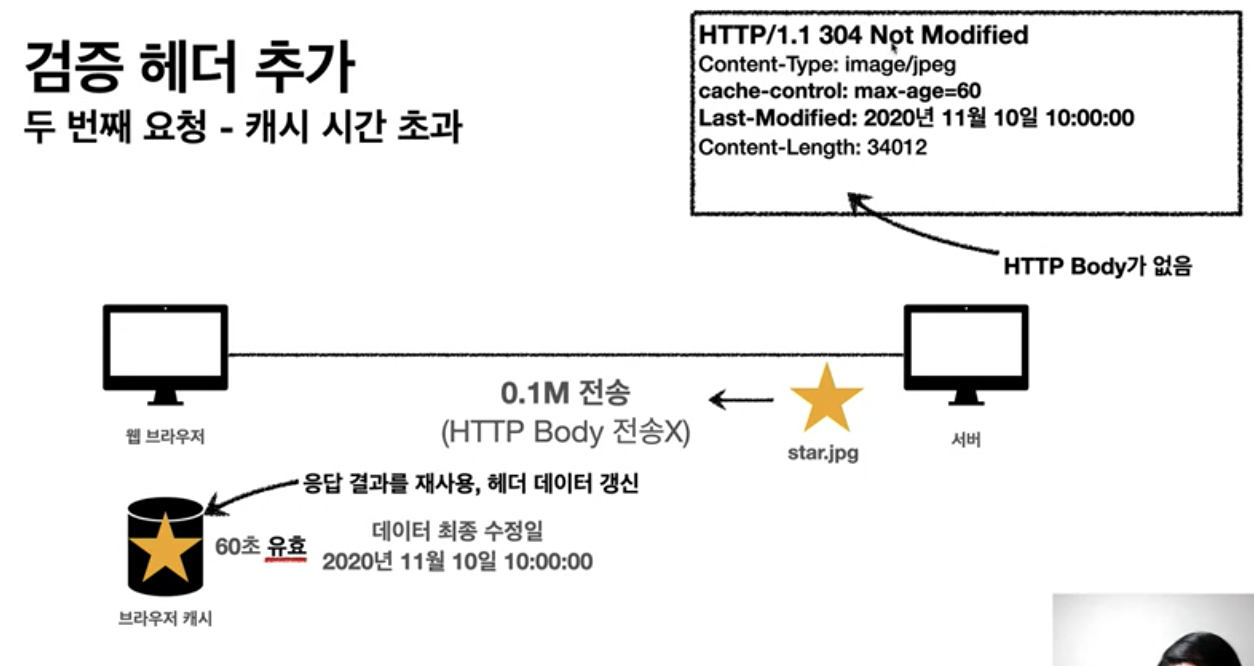 검증 헤더 추가
두 번째 요청 - 캐시 시간 초과
HTTP/1.1 304 Not Modified
Content-Type: image/jpeg
cache-control: max-age=60
Last-Modified: 2020년 11월 10일 10:00:00
Content-Length: 34012
HTTP Body가 없음
0.1M 전송
(HTTP Body 전송X)
star.jpg
웹 브라우저
서버
응답 결과를 재사용, 헤더 데이터 갱신
60초 유효
데이터 최종 수정일
2020년 11월 10일 10:00:00
브라우저 캐시